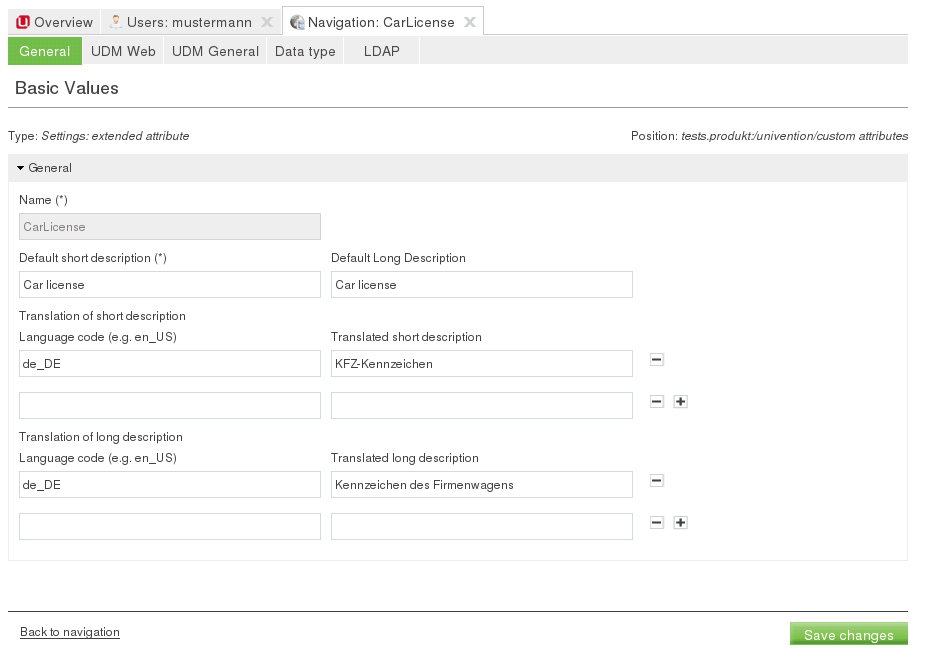 Overview Users: mustermann Navigation: CarLicense
General UDM Web UDM General Data type LDAP
Basic Values
Type: Settings: extended attribute Position: tests.produkt:/univention/custom attributes
General
Name (*)
CarLicense
Default short description (*) Default Long Description
Car license Car license
Translation of short description
Language code (e.g. en_US) Translated short description
de_DE KFZ-Kennzeichen
Translation of long description
Language code (e.g. en_US) Translated long description
de_DE Kennzeichen des Firmenwagens
Back to navigation Save changes